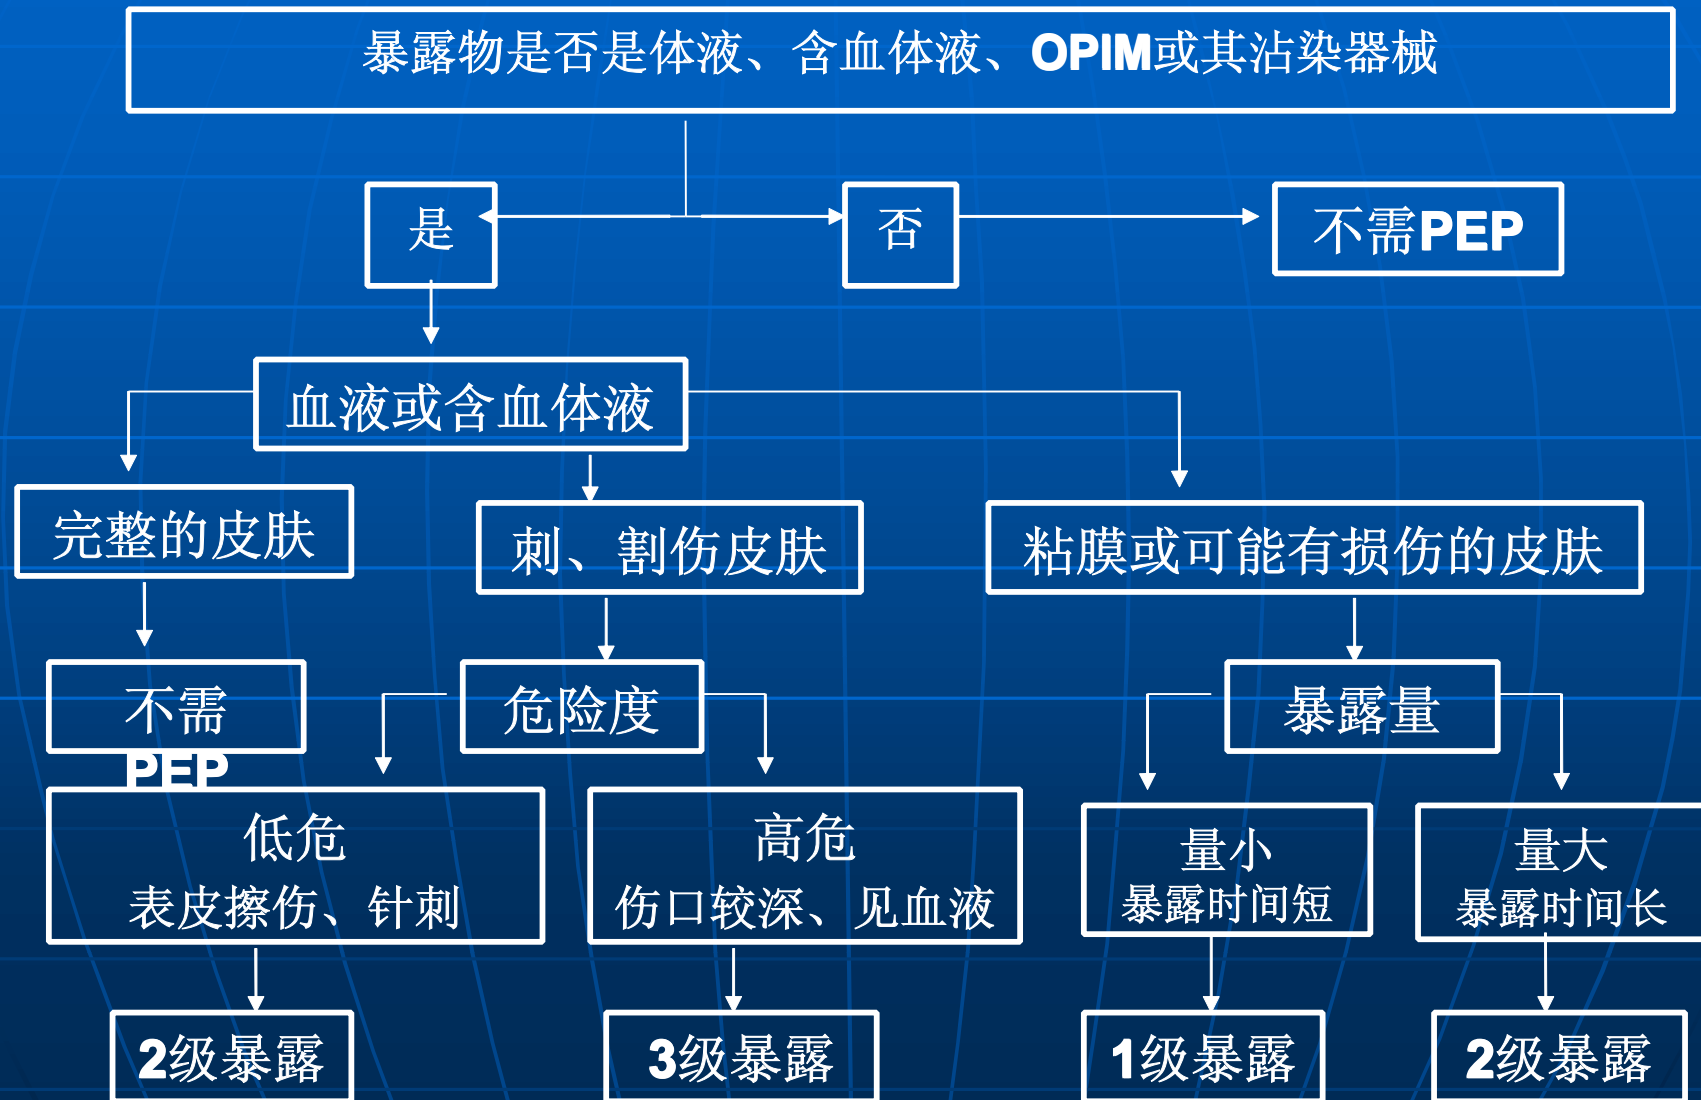 暴露物是否是体液、含血体液、OPIM或其沾染器械
是
否
不需PEP
血液或含血体液
完整的皮肤
刺、割伤皮肤
粘膜或可能有损伤的皮肤
不需
PEP
危险度
暴露量
低危
表皮擦伤、针刺
高危
伤口较深、见血液
量小
暴露时间短
量大
暴露时间长
2级暴露
3级暴露
1级暴露
2级暴露